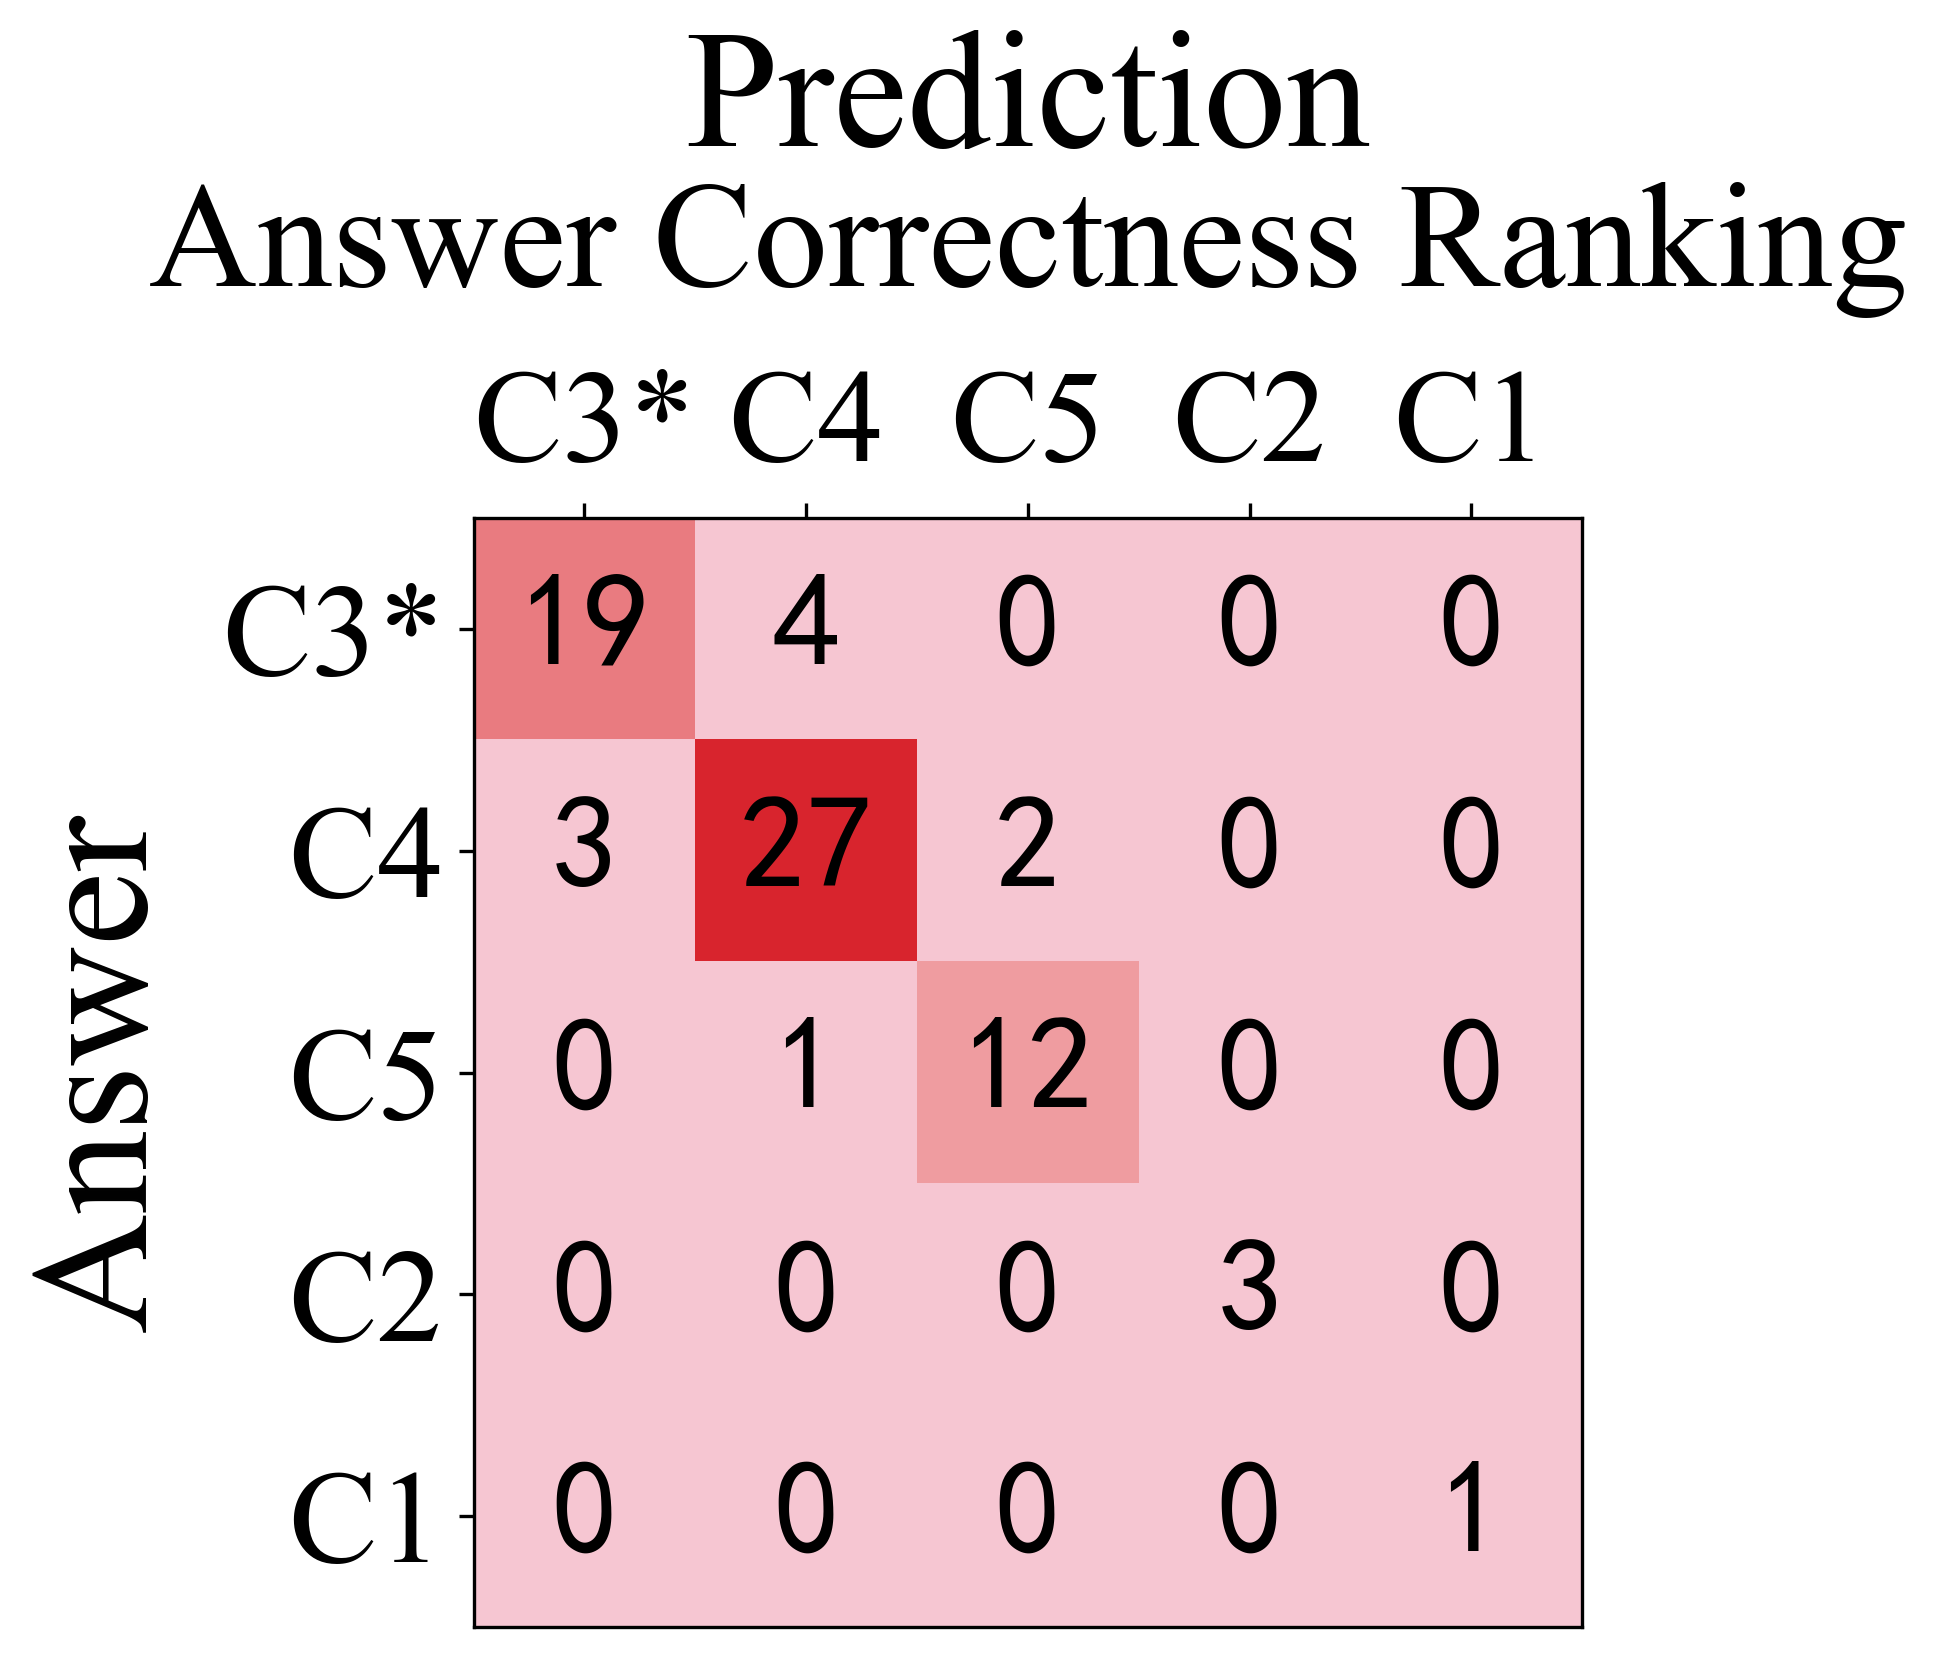 Prediction
Answer Correctness Ranking
C3* C4 C5 C2 C1
Answer
C3* 19 4 0 0 0
C4 3 27 2 0 0
C5 0 1 12 0 0
C2 0 0 0 3 0
C1 0 0 0 0 1